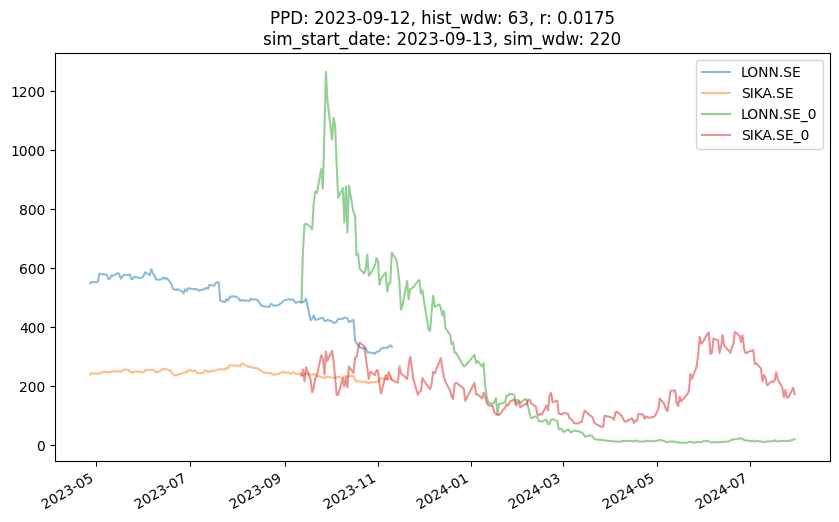 PPD: 2023-09-12, hist_wdw: 63, r: 0.0175
sim_start_date: 2023-09-13, sim_wdw: 220
LONN.SE
SIKA.SE
LONN.SE_0
SIKA.SE_0
1200
1000
800
600
400
200
0
2023-05
2023-07
2023-09
2023-11
2024-01
2024-03
2024-05
2024-07